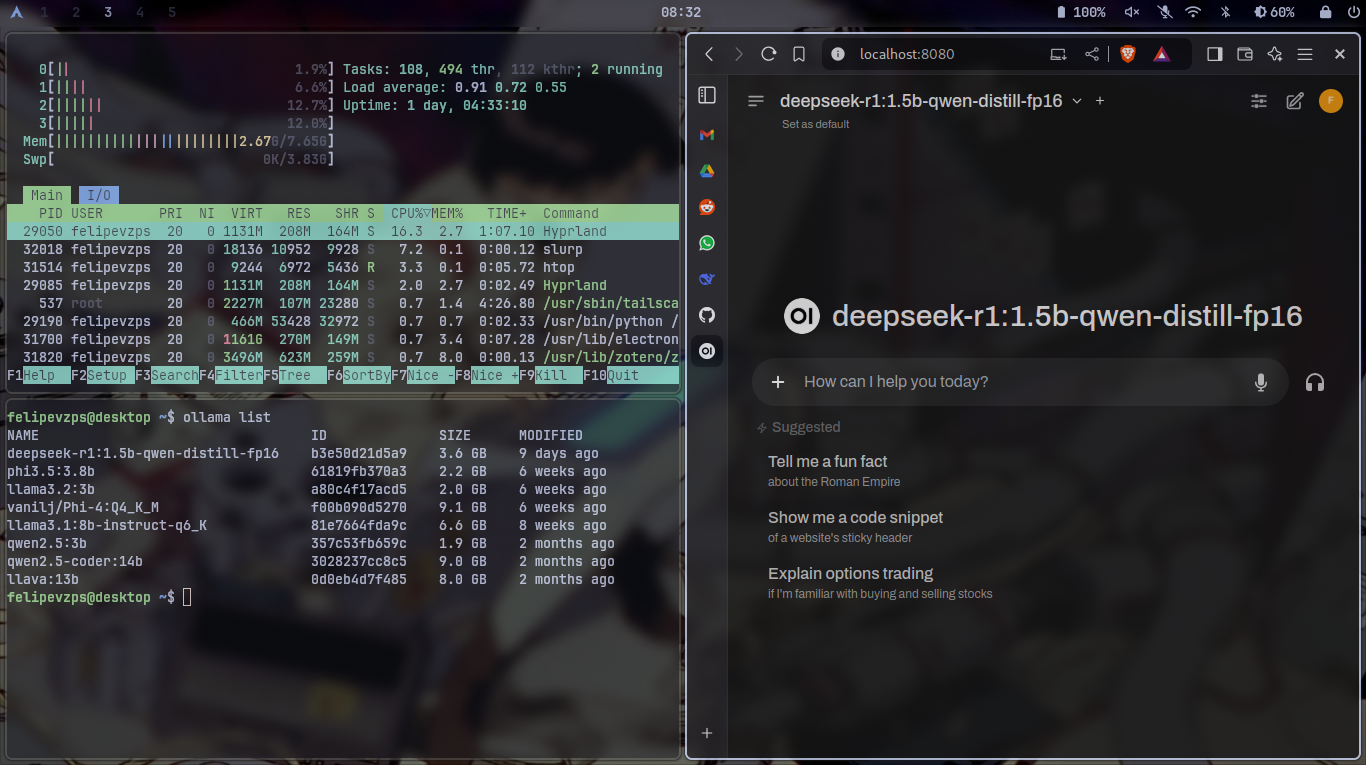 1 2 3 4 5
08:32
100% 60%
0[|| 1.9%] Tasks: 108, 494 thr, 112 kthr; 2 running
1[|||| 6.6%] Load average: 0.91 0.72 0.55
2[|||||| 12.7%] Uptime: 1 day, 04:33:10
3[||||| 12.0%]
Mem[||||||||||||||||||||||||2.67G/7.65G]
Swp[ 0K/3.83G]
Main I/O
PID USER PRI NI VIRT RES SHR S CPU%▽MEM% TIME+ Command
29050 felipevzps 20 0 1131M 208M 164M S 16.3 2.7 1:07.10 Hyprland
32018 felipevzps 20 0 18136 10952 9928 S 7.2 0.1 0:00.12 slurp
31514 felipevzps 20 0 9244 6972 5436 R 3.3 0.1 0:05.72 htop
29085 felipevzps 20 0 1131M 208M 164M S 2.0 2.7 0:02.49 Hyprland
537 root 20 0 2227M 107M 23280 S 0.7 1.4 4:26.80 /usr/sbin/tailsca
29190 felipevzps 20 0 466M 53428 32972 S 0.7 0.7 0:02.33 /usr/bin/python /
31700 felipevzps 20 0 1161G 270M 149M S 0.7 3.4 0:07.28 /usr/lib/electron
31820 felipevzps 20 0 3496M 623M 259M S 0.7 8.0 0:00.13 /usr/lib/zotero/z
F1Help F2Setup F3SearchF4FilterF5Tree F6SortByF7Nice -F8Nice +F9Kill F10Quit
felipevzps@desktop ~$ ollama list
NAME ID SIZE MODIFIED
deepseek-r1:1.5b-qwen-distill-fp16 b3e50d21d5a9 3.6 GB 9 days ago
phi3.5:3.8b 61819fb370a3 2.2 GB 6 weeks ago
llama3.2:3b a80c4f17acd5 2.0 GB 6 weeks ago
vanilj/Phi-4:Q4_K_M f00b090d5270 9.1 GB 6 weeks ago
llama3.1:8b-instruct-q6_K 81e7664fda9c 6.6 GB 8 weeks ago
qwen2.5:3b 357c53fb659c 1.9 GB 2 months ago
qwen2.5-coder:14b 3028237cc8c5 9.0 GB 2 months ago
llava:13b 0d0eb4d7f485 8.0 GB 2 months ago
felipevzps@desktop ~$
localhost:8080
deepseek-r1:1.5b-qwen-distill-fp16
F
Set as default
OI deepseek-r1:1.5b-qwen-distill-fp16
How can I help you today?
Suggested
Tell me a fun fact
about the Roman Empire
Show me a code snippet
of a website's sticky header
Explain options trading
if I'm familiar with buying and selling stocks
OI